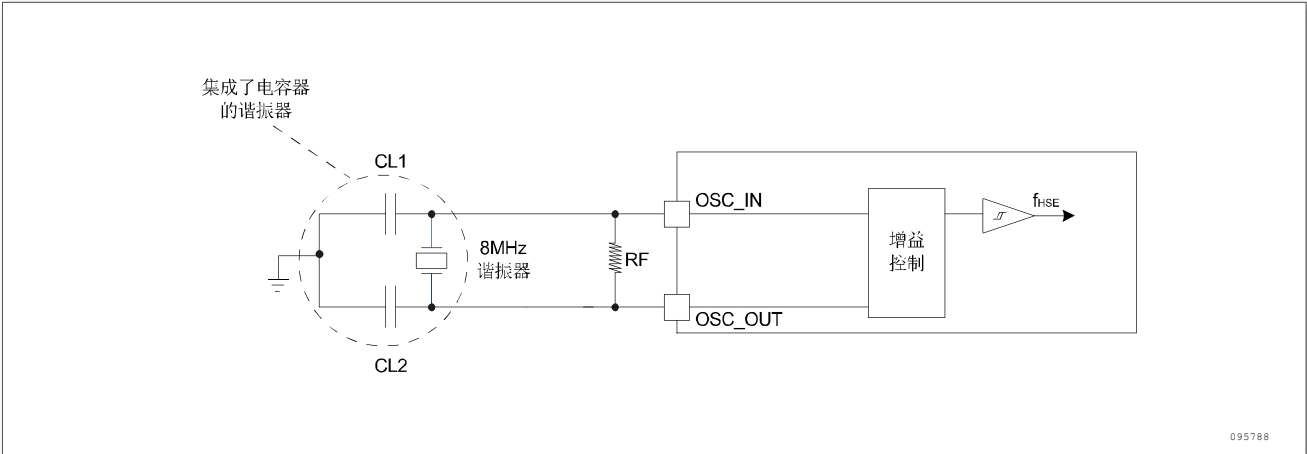 集成了电容器
的谐振器
CL1
OSC_IN
fHSE
8MHz
谐振器
RF
增益
控制
OSC_OUT
CL2
095788